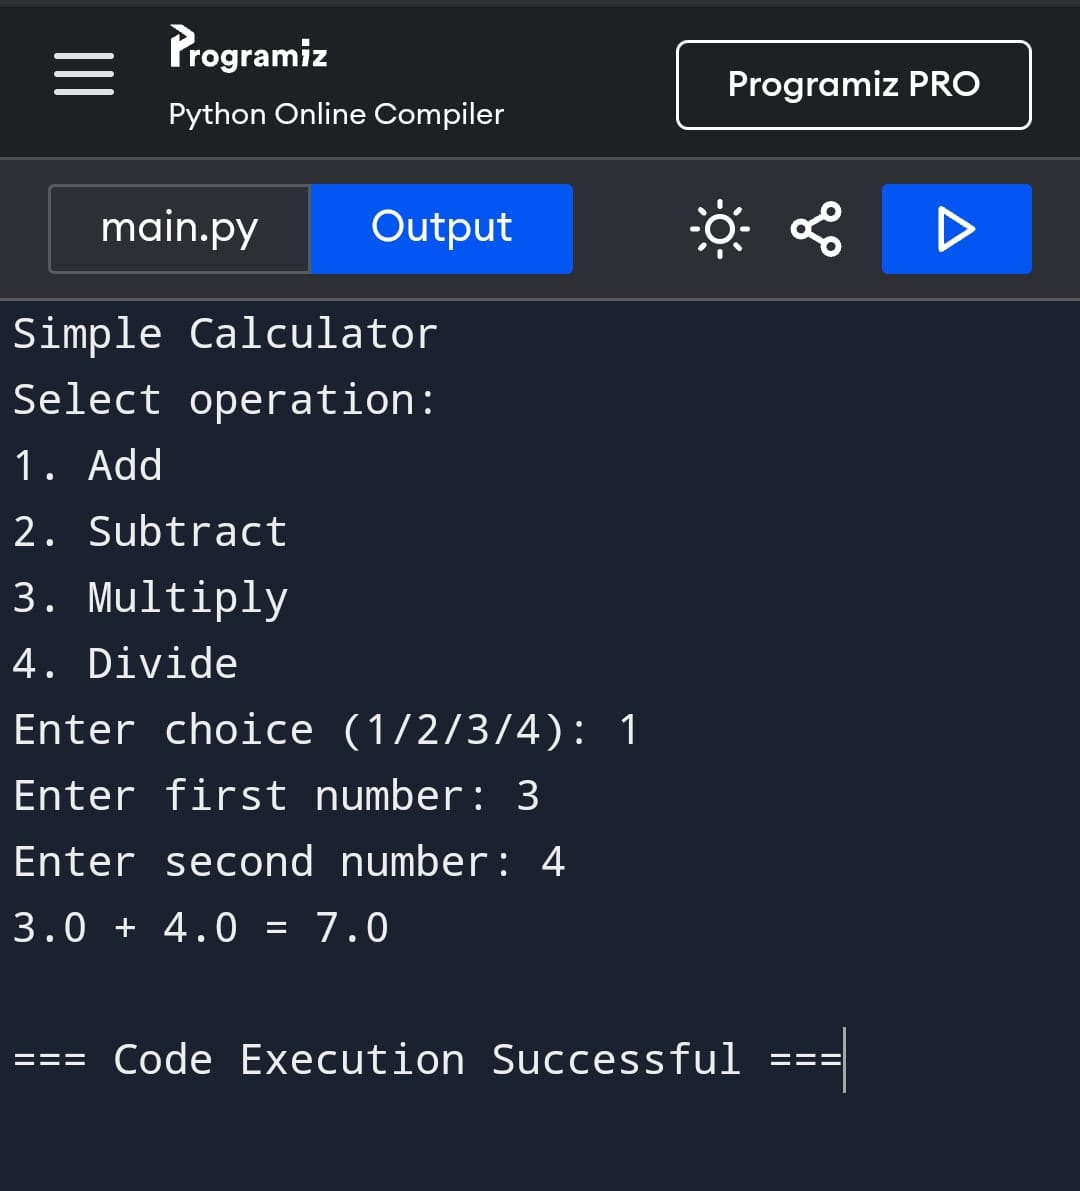 Programiz
Python Online Compiler
Programiz PRO
main.py
Output
Simple Calculator
Select operation:
1. Add
2. Subtract
3. Multiply
4. Divide
Enter choice (1/2/3/4): 1
Enter first number: 3
Enter second number: 4
3.0 + 4.0 = 7.0
=== Code Execution Successful ===